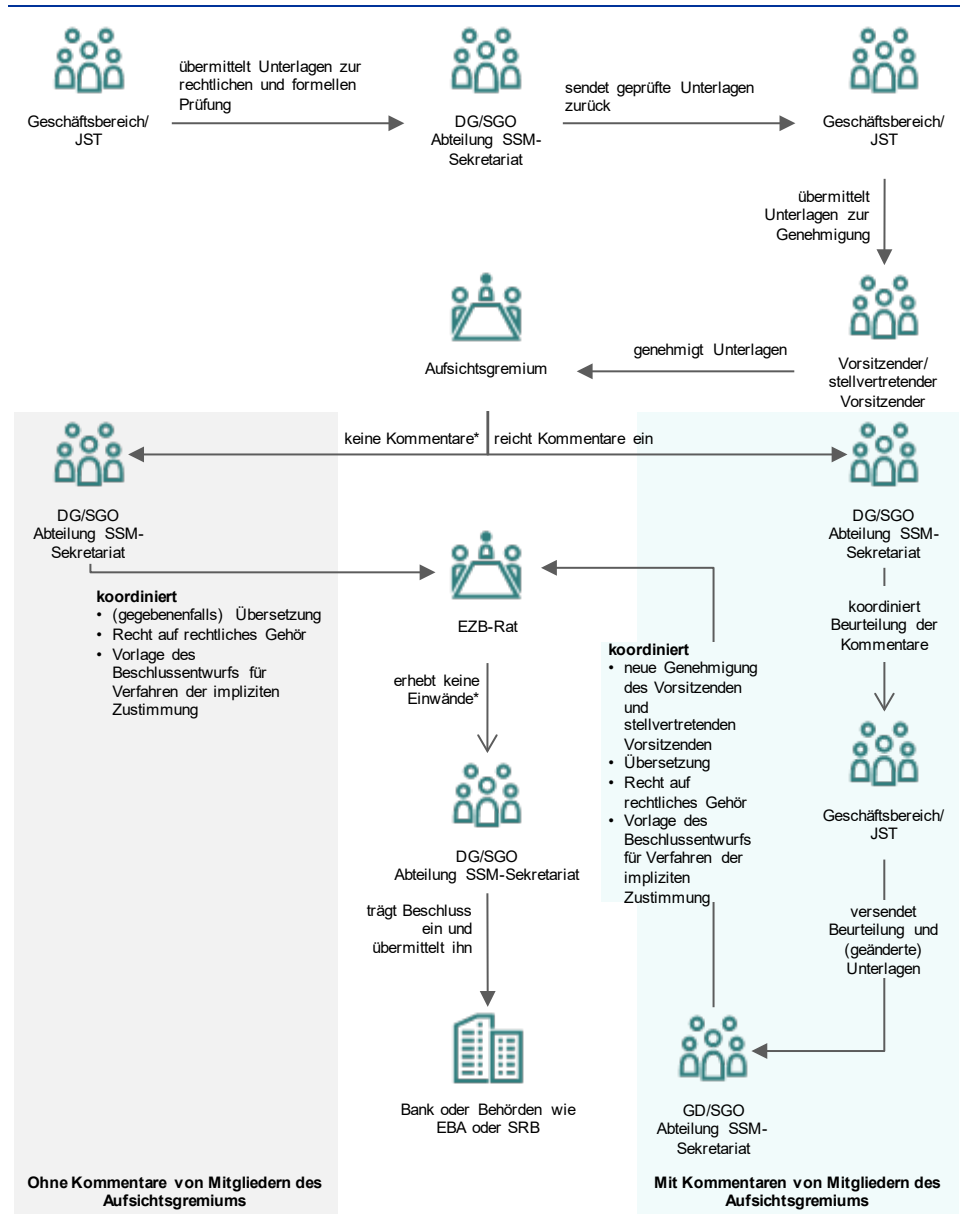 übermittelt Unterlagen zur
rechtlichen und formellen
Prüfung
sendet geprüfte Unterlagen
zurück
Geschäftsbereich/
JST
DG/SGO
Abteilung SSM-
Sekretariat
Geschäftsbereich/
JST
übermittelt
Unterlagen zur
Genehmigung
genehmigt Unterlagen
Aufsichtsgremium
Vorsitzender/
stellvertretender
Vorsitzender
keine Kommentare*
reicht Kommentare ein
DG/SGO
Abteilung SSM-
Sekretariat
DG/SGO
Abteilung SSM-
Sekretariat
koordiniert
• (gegebenenfalls) Übersetzung
• Recht auf rechtliches Gehör
• Vorlage des
Beschlussentwurfs für
Verfahren der impliziten
Zustimmung
EZB-Rat
koordiniert
Beurteilung der
Kommentare
erhebt keine
Einwände*
koordiniert
• neue Genehmigung
des Vorsitzenden
und
stellvertretenden
Vorsitzenden
• Übersetzung
• Recht auf
rechtliches Gehör
• Vorlage des
Beschlussentwurfs
für Verfahren der
impliziten
Zustimmung
Geschäftsbereich/
JST
DG/SGO
Abteilung SSM-Sekretariat
trägt Beschluss
ein und
übermittelt ihn
versendet
Beurteilung und
(geänderte)
Unterlagen
Bank oder Behörden wie
EBA oder SRB
GD/SGO
Abteilung SSM-
Sekretariat
Ohne Kommentare von Mitgliedern des
Aufsichtsgremiums
Mit Kommentaren von Mitgliedern des
Aufsichtsgremiums